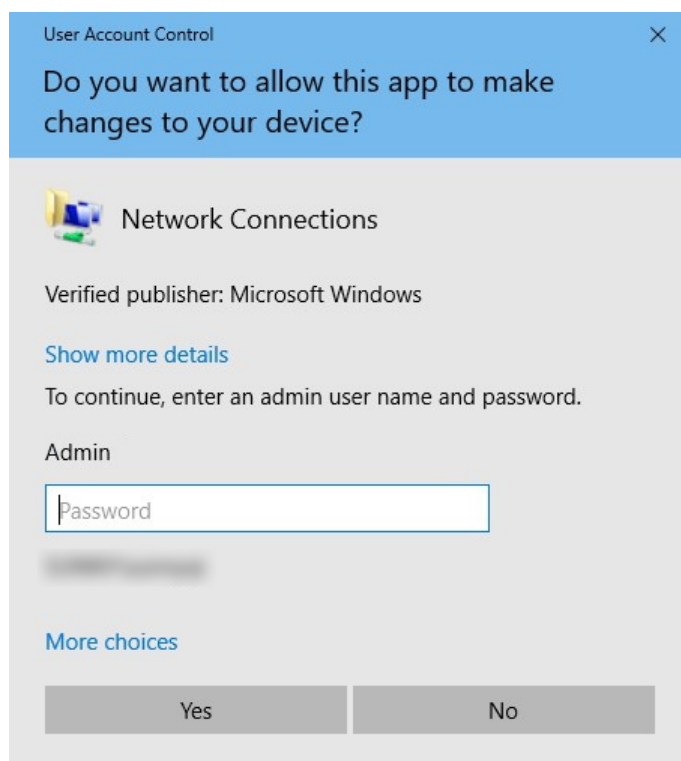 User Account Control
Do you want to allow this app to make
changes to your device?
Network Connections
Verified publisher: Microsoft Windows
Show more details
To continue, enter an admin user name and password.
Admin
Password
More choices
Yes
No